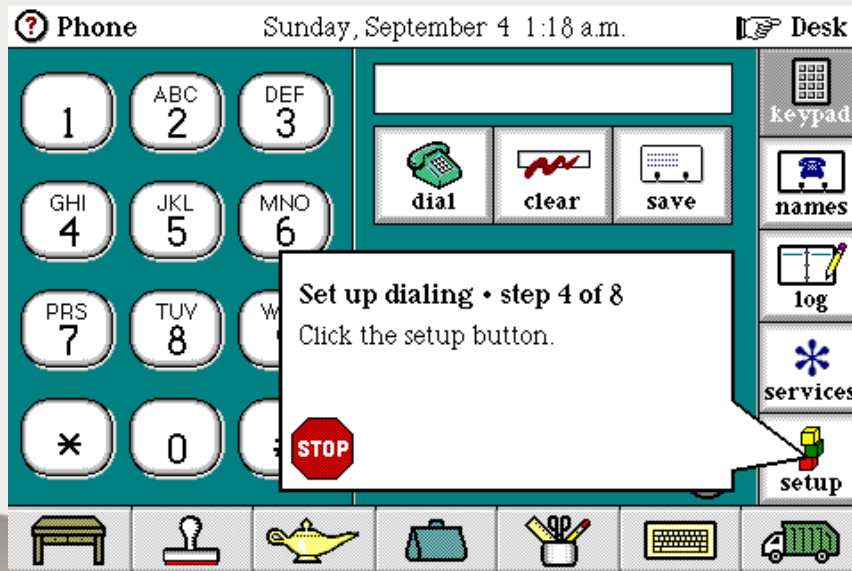 Phone
Sunday, September 4 1:18 a.m.
Desk
1
ABC
2
DEF
3
GHI
4
JKL
5
MNO
6
PRS
7
TUV
8
*
0
dial
clear
save
keypad
names
log
services
setup
Set up dialing • step 4 of 8
Click the setup button.
STOP